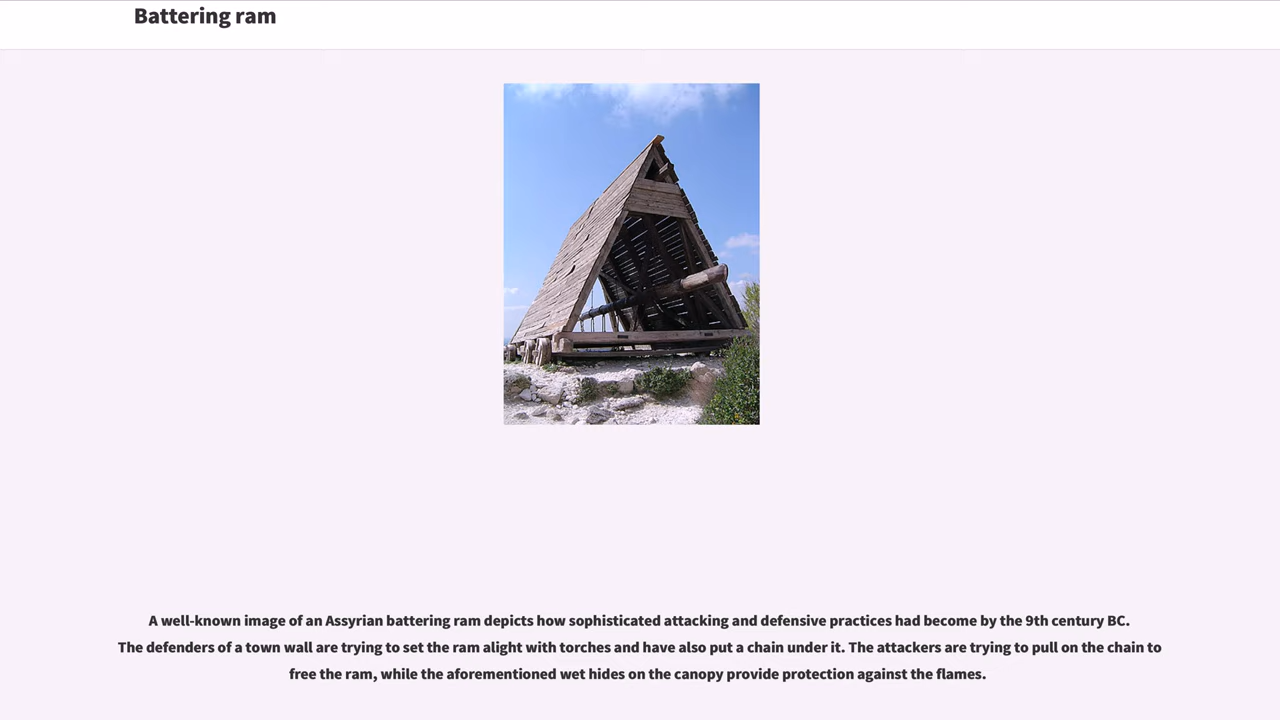 Battering ram
A well-known image of an Assyrian battering ram depicts how sophisticated attacking and defensive practices had become by the 9th century BC.
The defenders of a town wall are trying to set the ram alight with torches and have also put a chain under it. The attackers are trying to pull on the chain to
free the ram, while the aforementioned wet hides on the canopy provide protection against the flames.